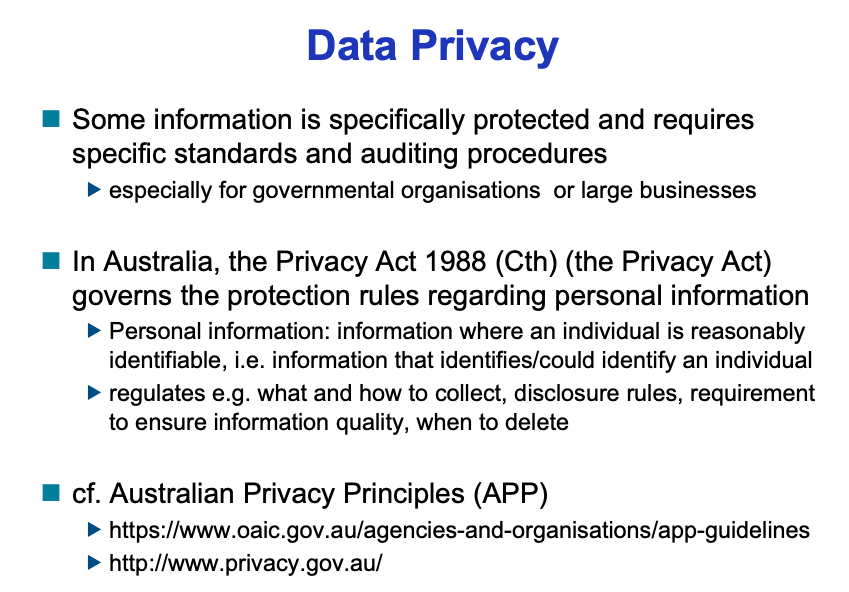 Data Privacy
Some information is specifically protected and requires
specific standards and auditing procedures
especially for governmental organisations  or large businesses
In Australia, the Privacy Act 1988 (Cth) (the Privacy Act)
governs the protection rules regarding personal information
Personal information: information where an individual is reasonably
identifiable, i.e. information that identifies/could identify an individual
regulates e.g. what and how to collect, disclosure rules, requirement
to ensure information quality, when to delete
cf. Australian Privacy Principles (APP)
https://www.oaic.gov.au/agencies-and-organisations/app-guidelines
http://www.privacy.gov.au/